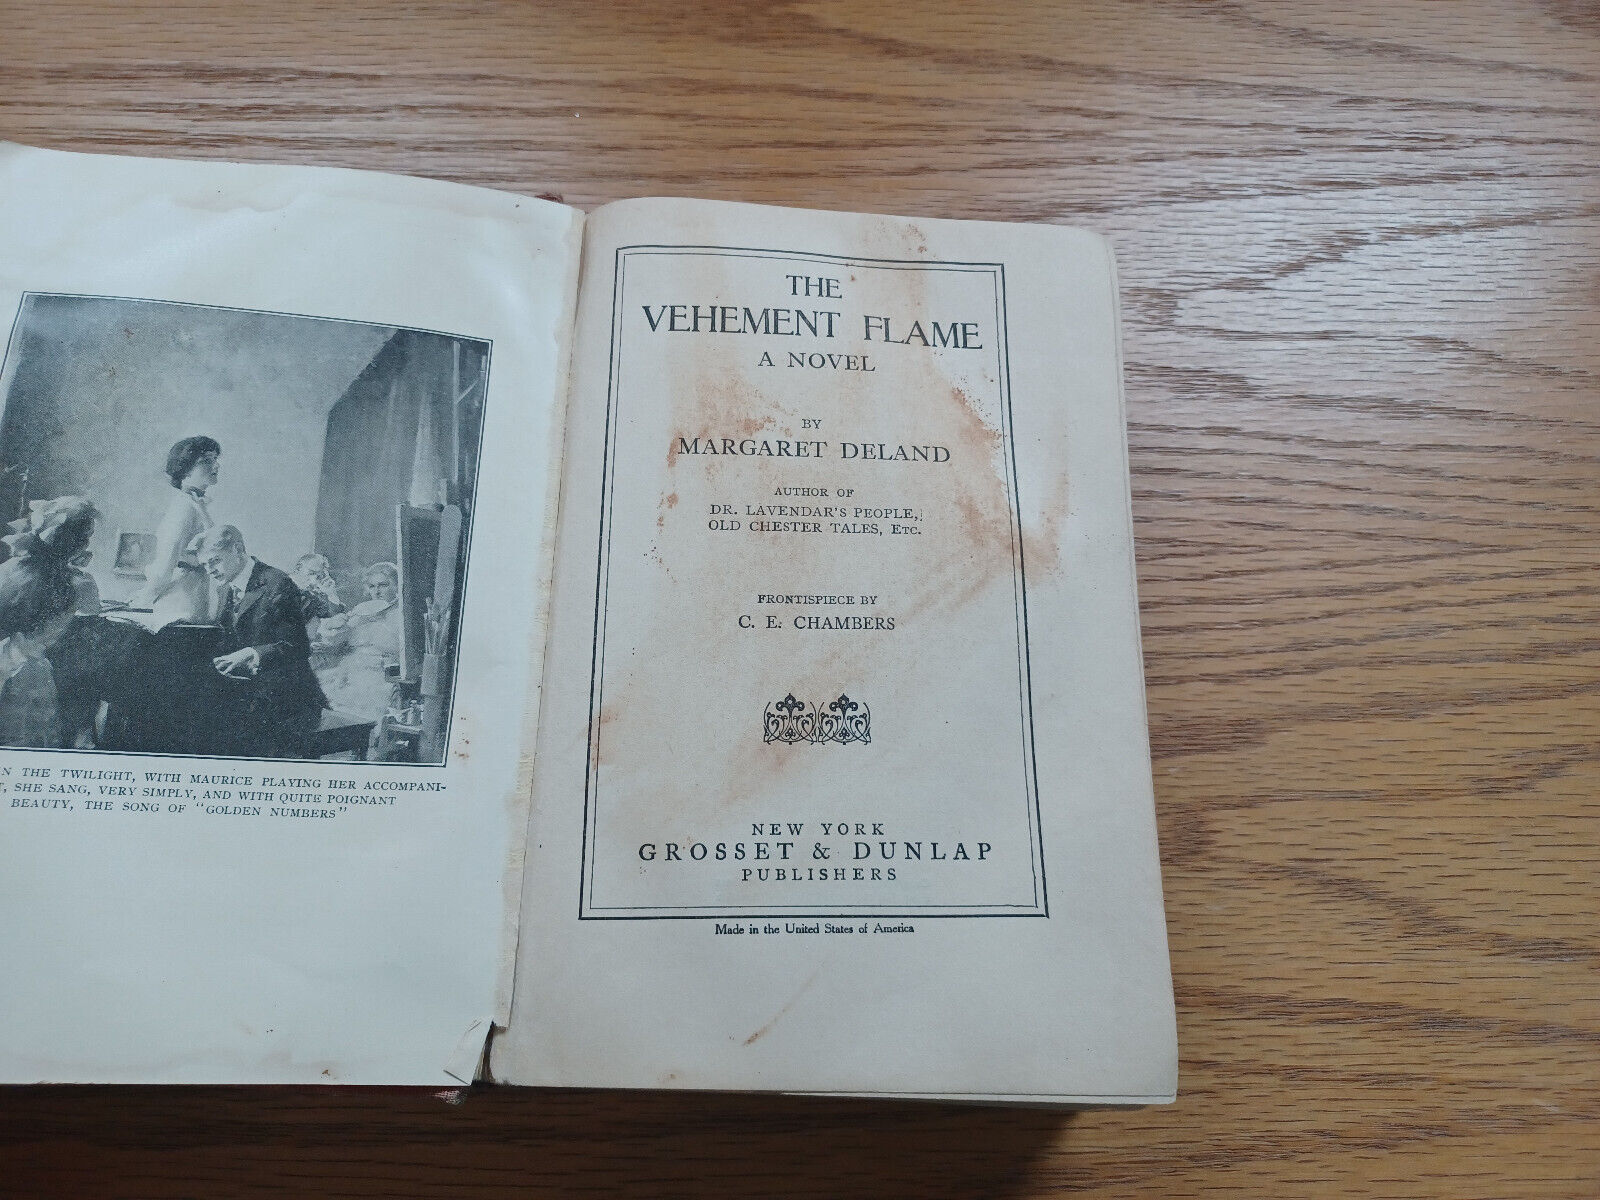 N THE TWILIGHT, WITH MAURICE PLAYING HER ACCOMPANI-
T, SHE SANG, VERY SIMPLY, AND WITH QUITE POIGNANT
BEAUTY, THE SONG OF "GOLDEN NUMBERS"
THE
VEHEMENT FLAME
A NOVEL
BY
MARGARET DELAND
AUTHOR OF
DR. LAVENDAR'S PEOPLE,
OLD CHESTER TALES, ETC.
FRONTISPIECE BY
C. E. CHAMBERS
NEW YORK
GROSSET & DUNLAP
PUBLISHERS
Made in the United States of America